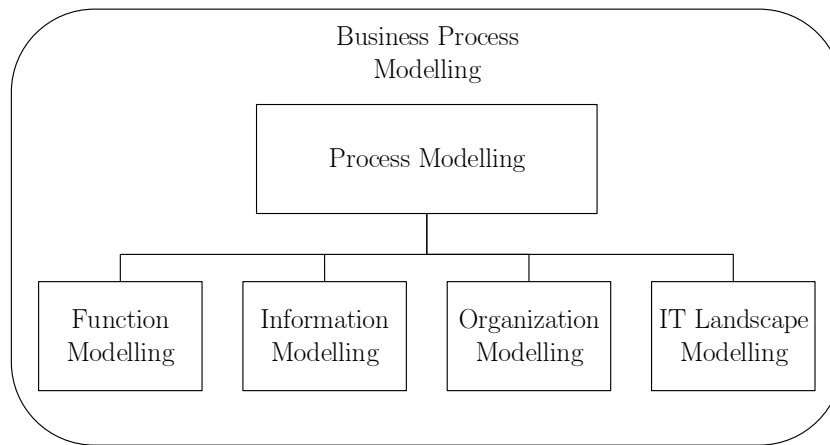 Business Process
Modelling
Process Modelling
Function
Modelling
Information
Modelling
Organization
Modelling
IT Landscape
Modelling